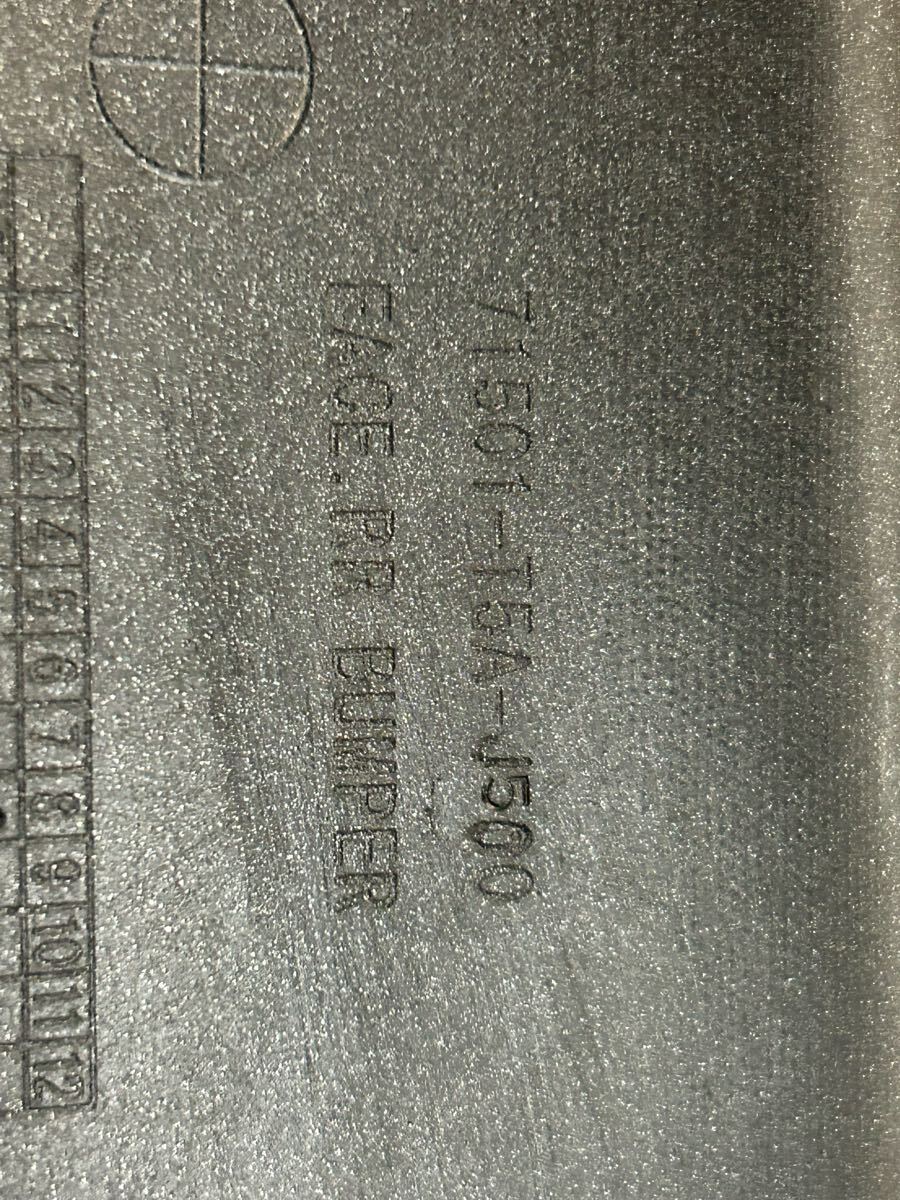 71501-T5A-J500
FACE.RR BUMPER
1 2 3 4 5 6 7 8 9 10 11 12